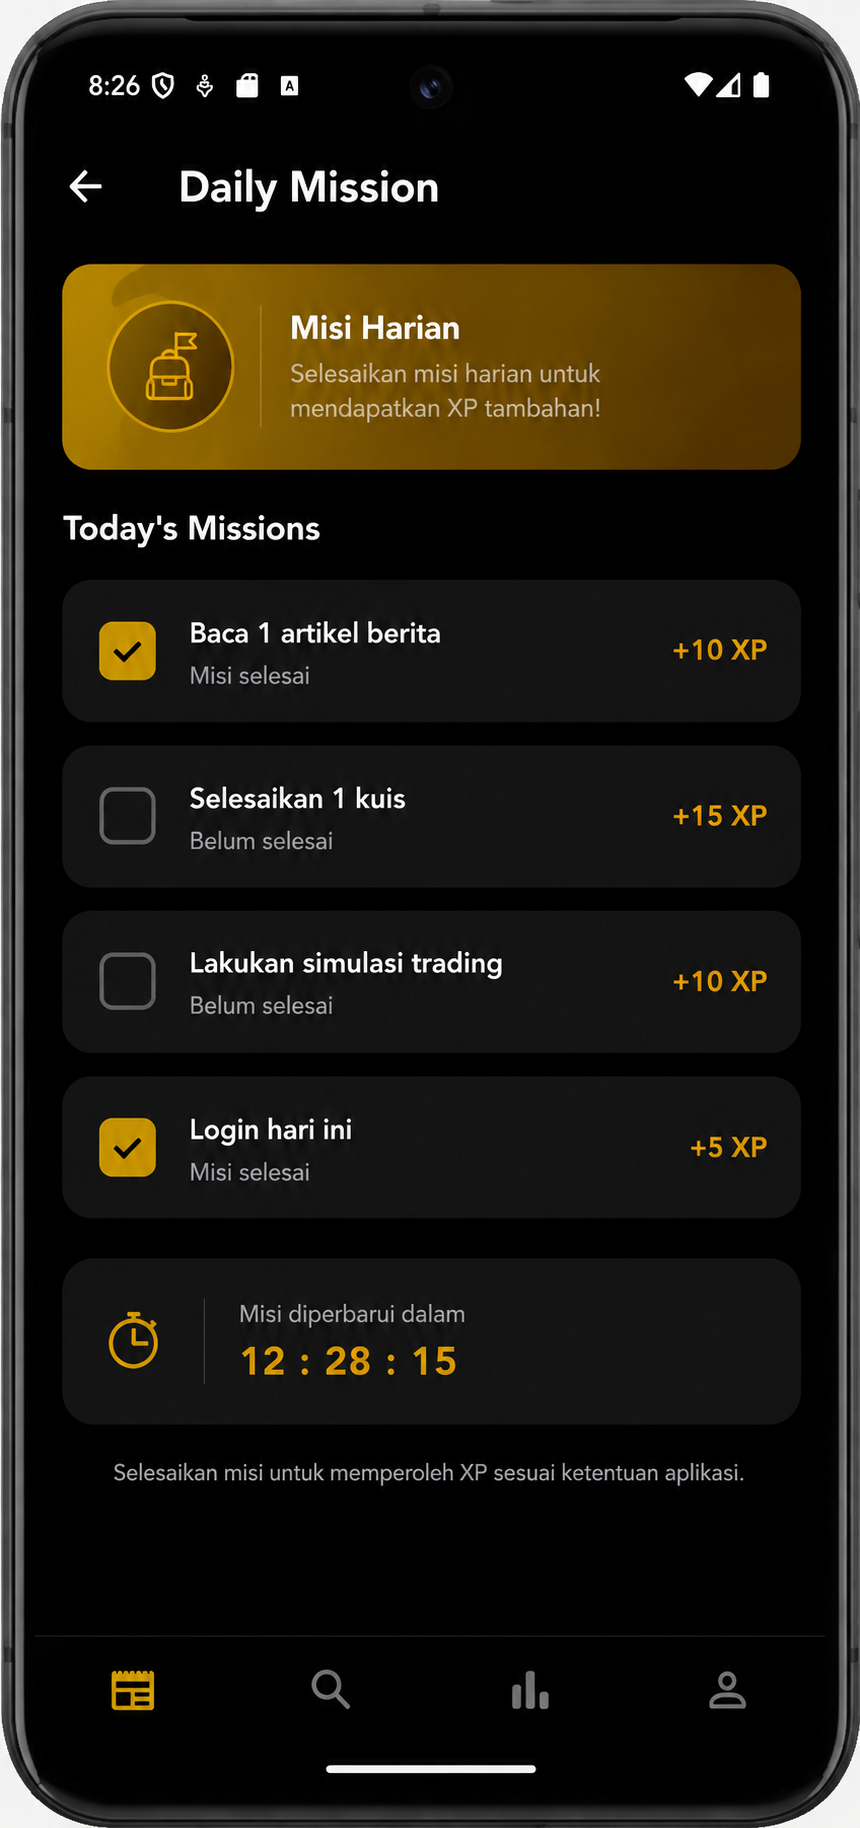 8:26
A
Daily Mission
Misi Harian
Selesaikan misi harian untuk
mendapatkan XP tambahan!
Today's Missions
Baca 1 artikel berita
Misi selesai
+10 XP
Selesaikan 1 kuis
Belum selesai
+15 XP
Lakukan simulasi trading
Belum selesai
+10 XP
Login hari ini
Misi selesai
+5 XP
Misi diperbarui dalam
12 : 28 : 15
Selesaikan misi untuk memperoleh XP sesuai ketentuan aplikasi.